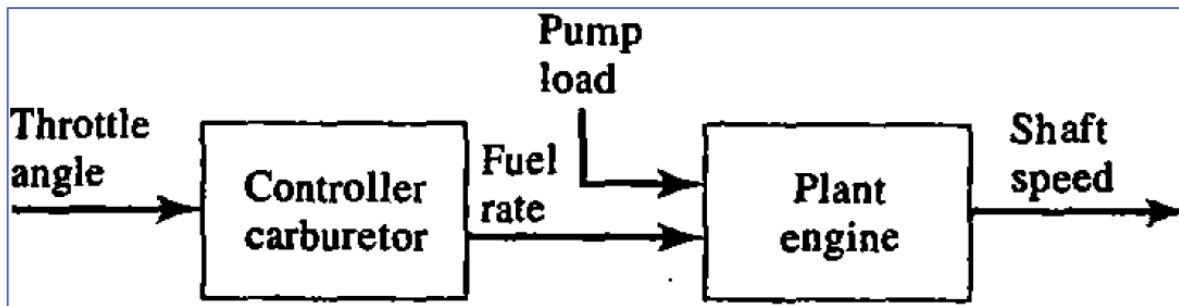 Pump
load
Throttle
angle
Controller
carburetor
Fuel
rate
Plant
engine
Shaft
speed